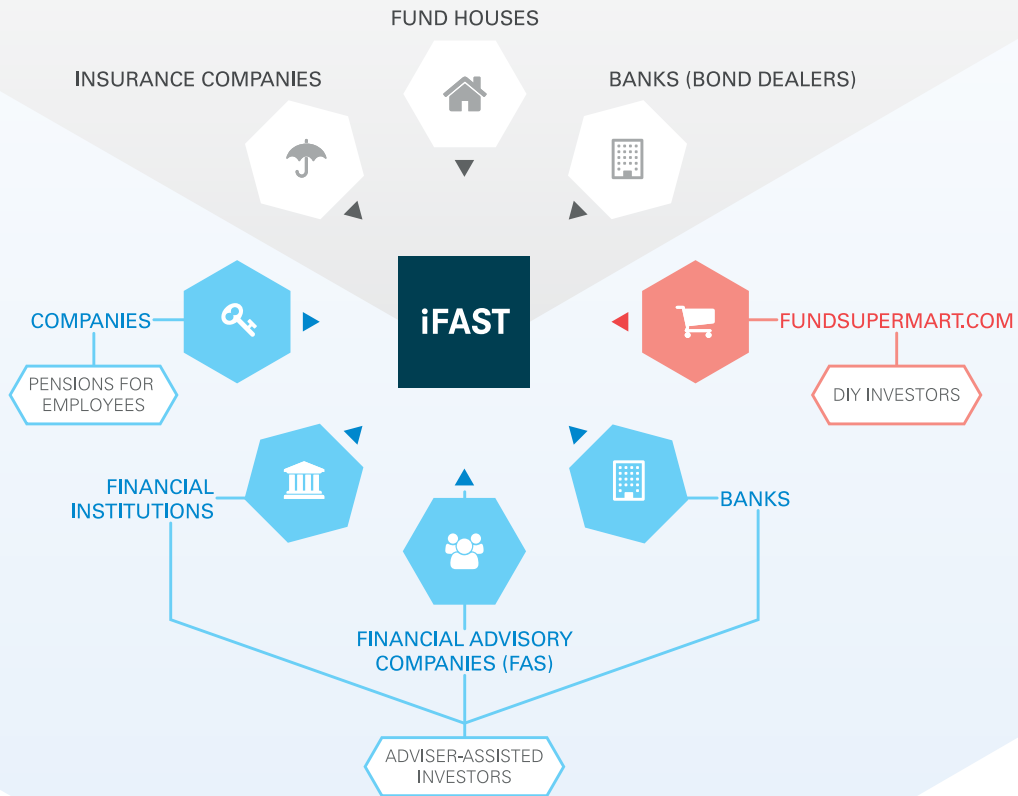 FUND HOUSES
INSURANCE COMPANIES
BANKS (BOND DEALERS)
iFAST
COMPANIES
FUNDSUPERMART.COM
PENSIONS FOR
EMPLOYEES
DIY INVESTORS
FINANCIAL
INSTITUTIONS
BANKS
FINANCIAL ADVISORY
COMPANIES (FAS)
ADVISER-ASSISTED
INVESTORS